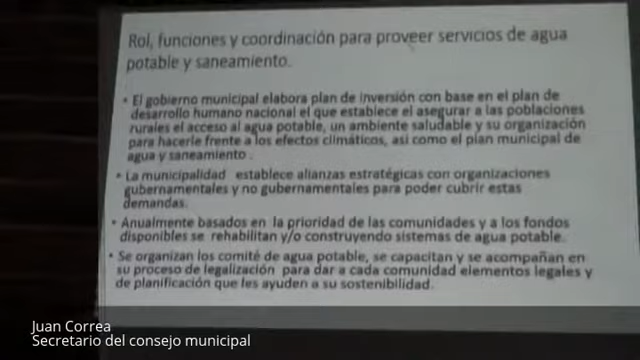 Rol, funciones y coordinación para proveer servicios de agua
potable y saneamiento.
• El gobierno municipal elabora plan de inversión con base en el plan de
desarrollo humano nacional el que establece el asegurar a las poblaciones
rurales el acceso al agua potable, un ambiente saludable y su organización
para hacerle frente a los efectos climáticos, asi como el plan municipal de
agua y saneamiento .
• La municipalidad establece alianzas estratégicas con organizaciones
gubernamentales y no gubernamentales para poder cubrir estas
demandas.
• Anualmente basados en la prioridad de las comunidades y a los fondos
disponibles se rehabilitan y/o construyendo sistemas de agua potable.
• Se organizan los comité de agua potable, se capacitan y se acompañan en
su proceso de legalización para dar a cada comunidad elementos legales y
de planificación que les ayuden a su sostenibilidad.
Juan Correa
Secretario del consejo municipal